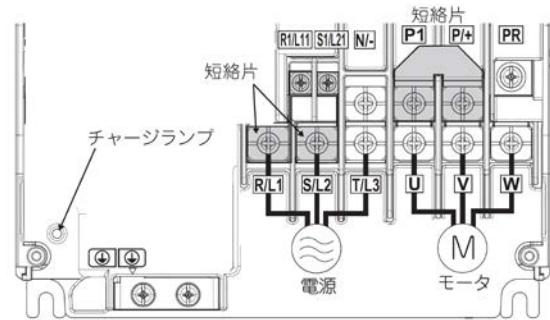 短絡片
R1/L11 S1/L21 N/- P1 P/+ PR
短絡片
チャージランプ
R/L1 S/L2 T/L3 U V W
M
電源 モータ